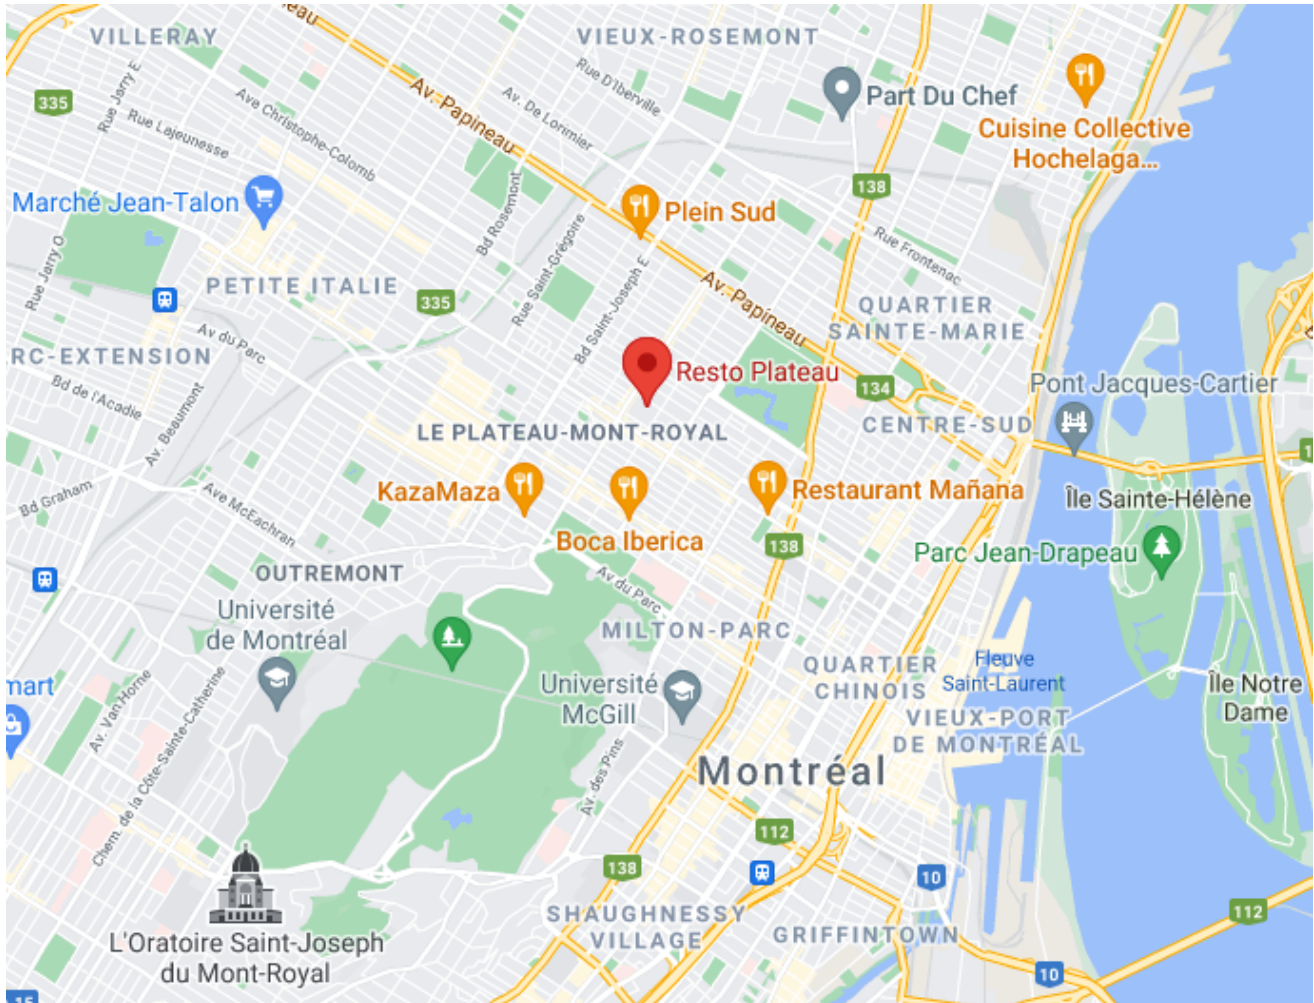 eau
VILLERAY
VIEUX-ROSEMONT
Rue Jarry E
335
Ave Christophe-Colomb
Rue Lajeunesse
Av. Papineau
Rue D'Iberville
Av. De Lorimier
Part Du Chef
Cuisine Collective
Hochelaga...
138
Marché Jean-Talon
Plein Sud
Bd Rosemont
Rue Saint-Grégoire
Bd Saint-Joseph E
Rue Frontenac
Rue Jarry O
PETITE ITALIE
335
Av. Papineau
QUARTIER
SAINTE-MARIE
Av du Parc
RC-EXTENSION
Bd de l'Acadie
Av. Beaumont
Resto Plateau
134
Pont Jacques-Cartier
LE PLATEAU-MONT-ROYAL
CENTRE-SUD
1
Bd Graham
Ave McEachran
KazaMaza
Boca Iberica
Restaurant Mañana
Île Sainte-Hélène
138
Parc Jean-Drapeau
OUTREMONT
Av du Parc
Université
de Montréal
MILTON-PARC
QUARTIER
CHINOIS
Fleuve
Saint-Laurent
Université
McGill
mart
Île Notre
Dame
Av. Van Horne
Chem. de la Côte-Sainte-Catherine
VIEUX-PORT
DE MONTRÉAL
Av. des Pins
Montréal
112
138
10
SHAUGHNESSY
VILLAGE
GRIFFINTOWN
112
L'Oratoire Saint-Joseph
du Mont-Royal
10
15